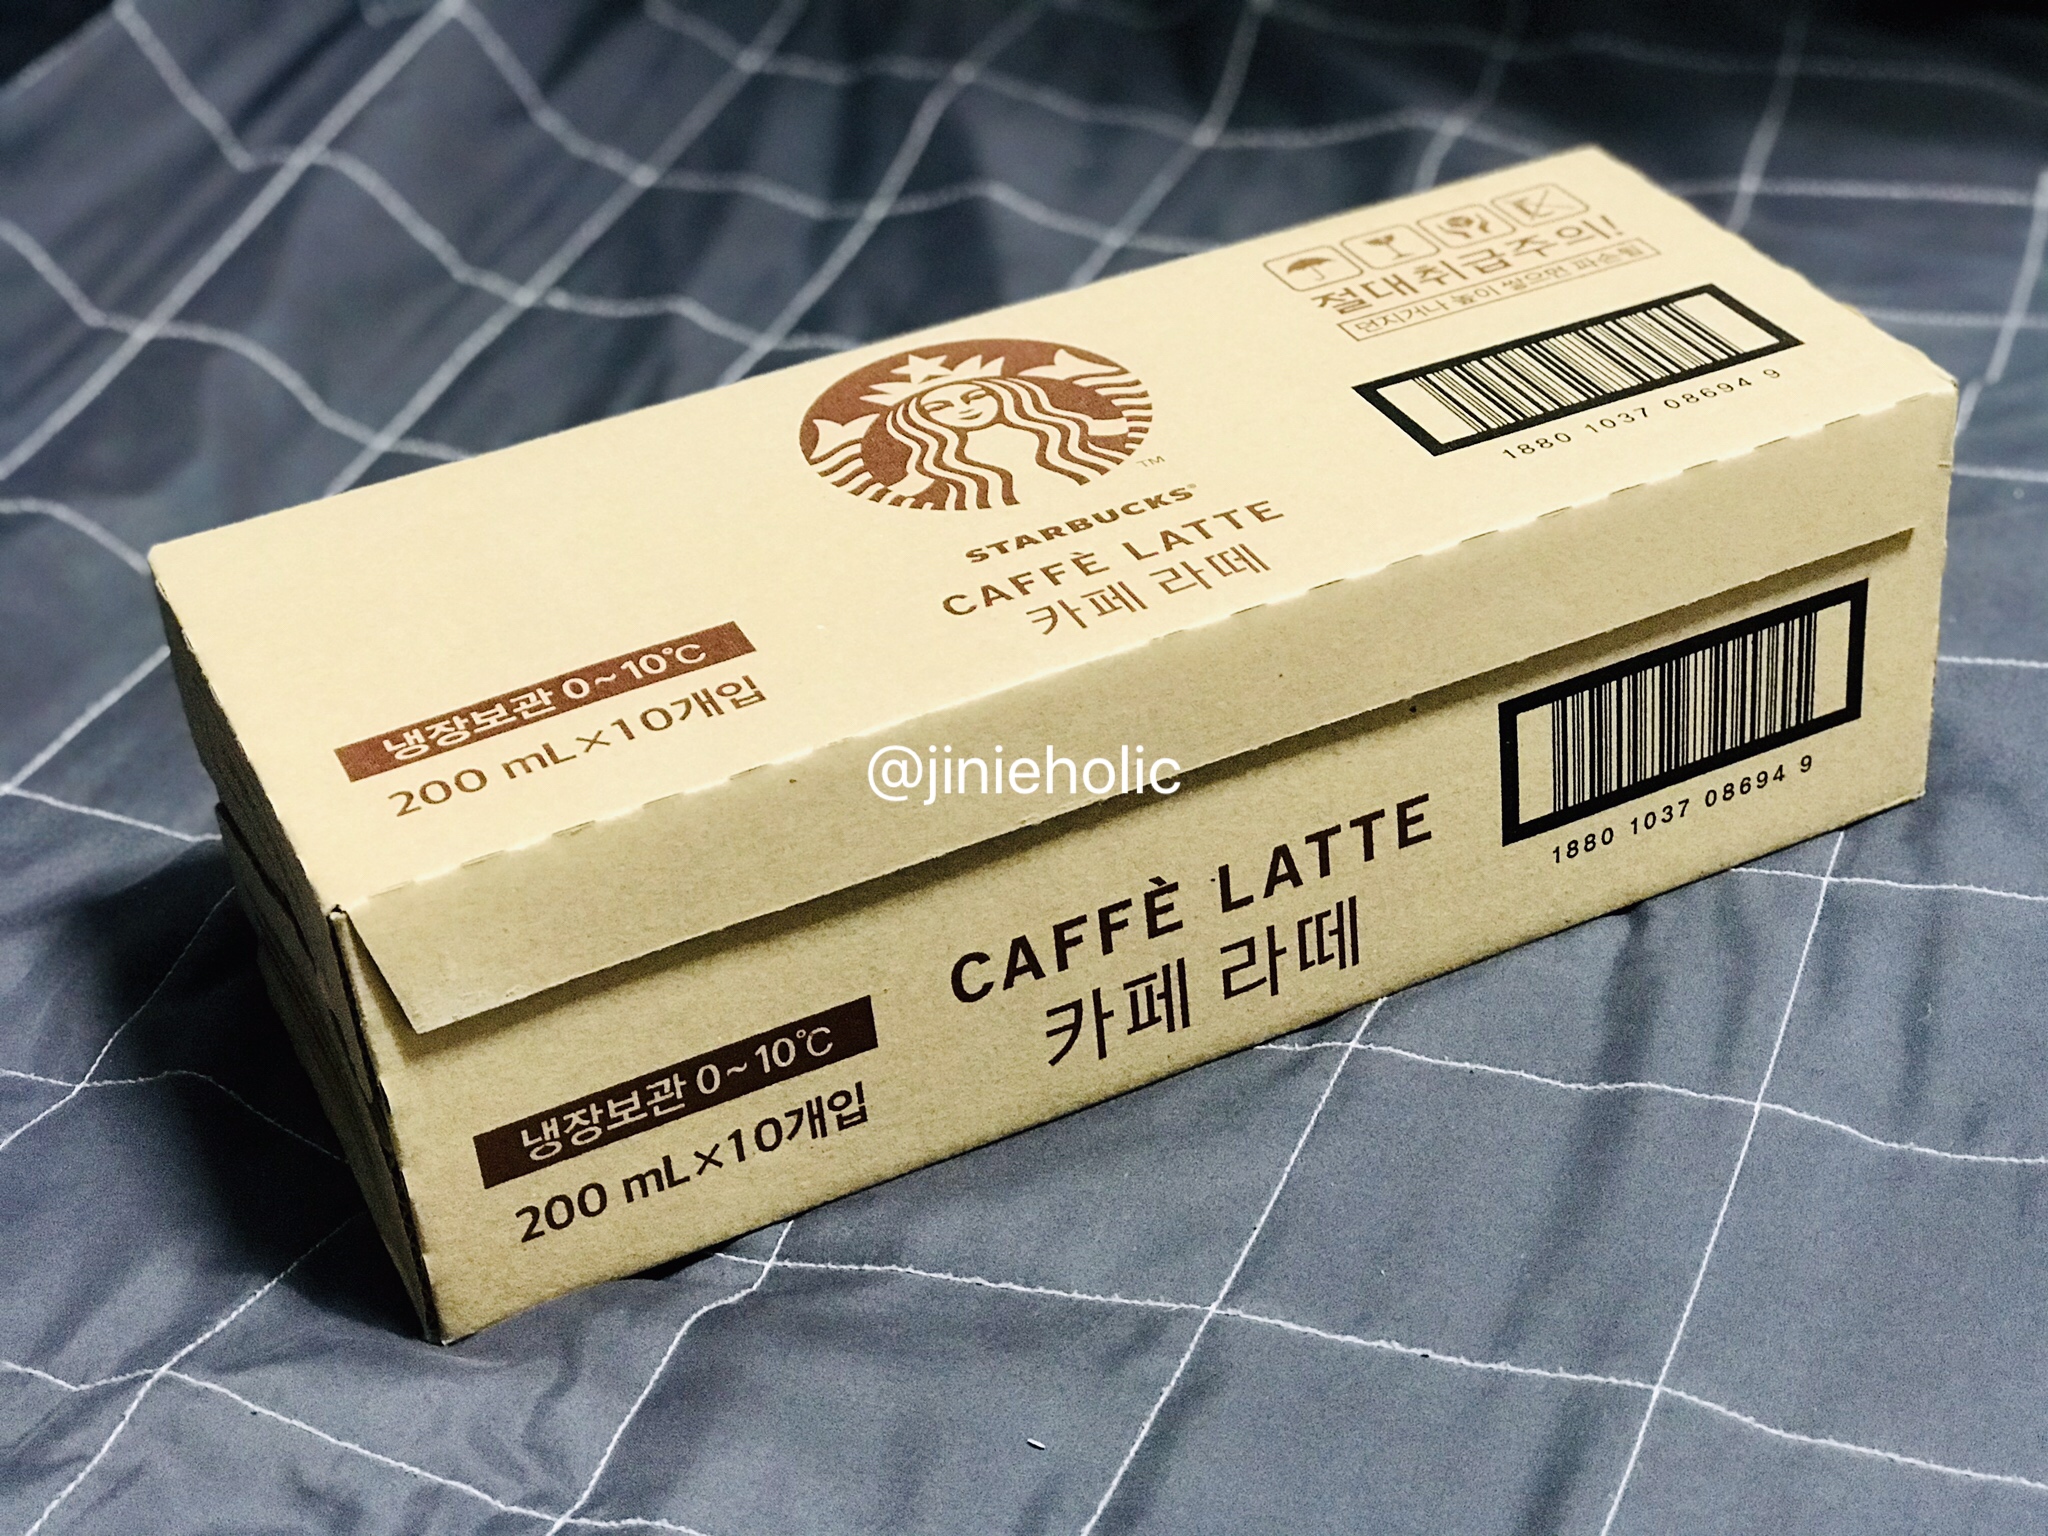 절대취급주의!
던지거나 높이 쌓으면 파손됨
1880 1037 08694 9
TM
STARBUCKS®
CAFFÈ LATTE
카페 라떼
냉장보관 0~10℃
200 mL×10개입
@jinieholic
CAFFÈ LATTE
카페 라떼
1880 1037 08694 9
냉장보관 0~10℃
200 mL×10개입